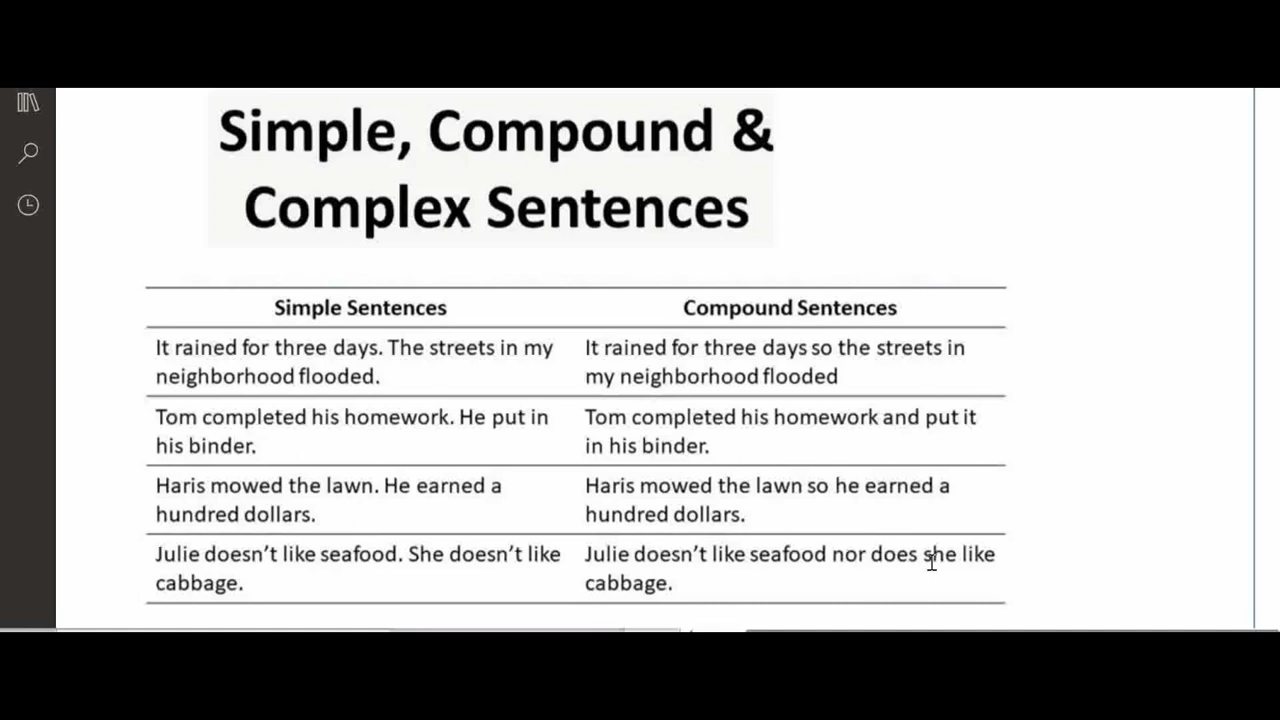 Simple, Compound &
Complex Sentences
Simple Sentences
Compound Sentences
It rained for three days. The streets in my
neighborhood flooded.
It rained for three days so the streets in
my neighborhood flooded
Tom completed his homework. He put in
his binder.
Tom completed his homework and put it
in his binder.
Haris mowed the lawn. He earned a
hundred dollars.
Haris mowed the lawn so he earned a
hundred dollars.
Julie doesn’t like seafood. She doesn’t like
cabbage.
Julie doesn’t like seafood nor does she like
cabbage.